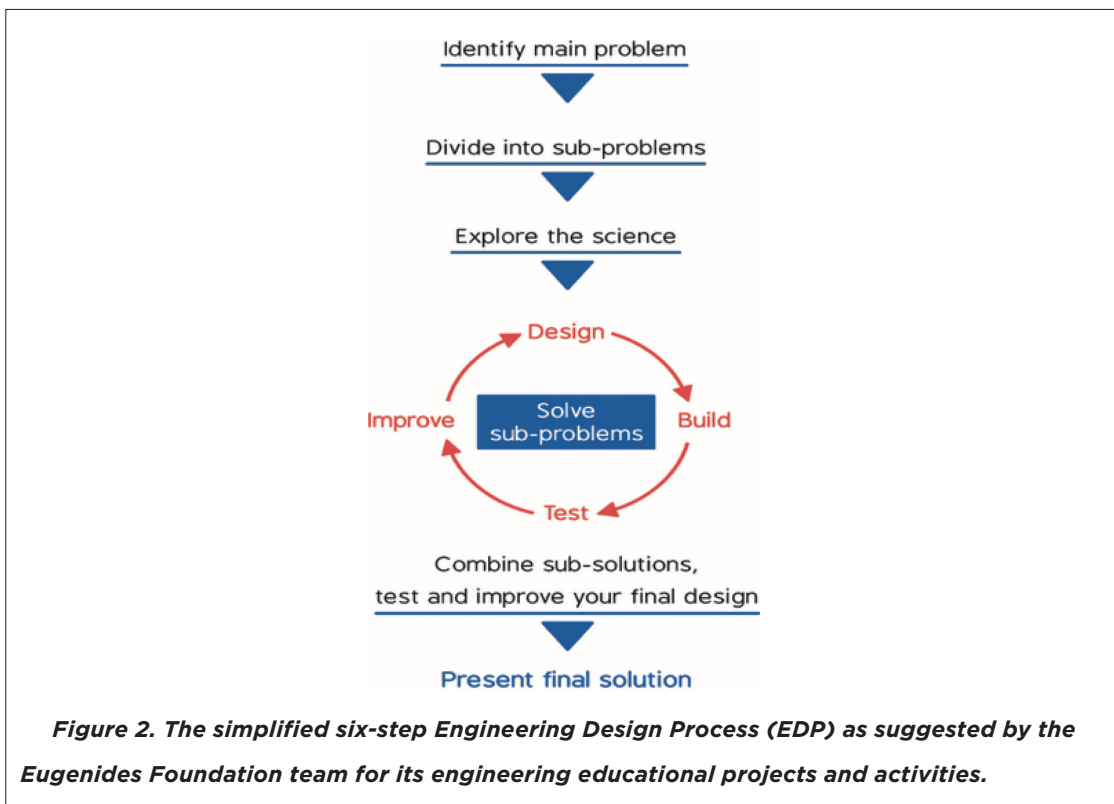 Identify main problem
Divide into sub-problems
Explore the science
Design
Improve
Solve
sub-problems
Build
Test
Combine sub-solutions,
test and improve your final design
Present final solution
Figure 2. The simplified six-step Engineering Design Process (EDP) as suggested by the
Eugenides Foundation team for its engineering educational projects and activities.